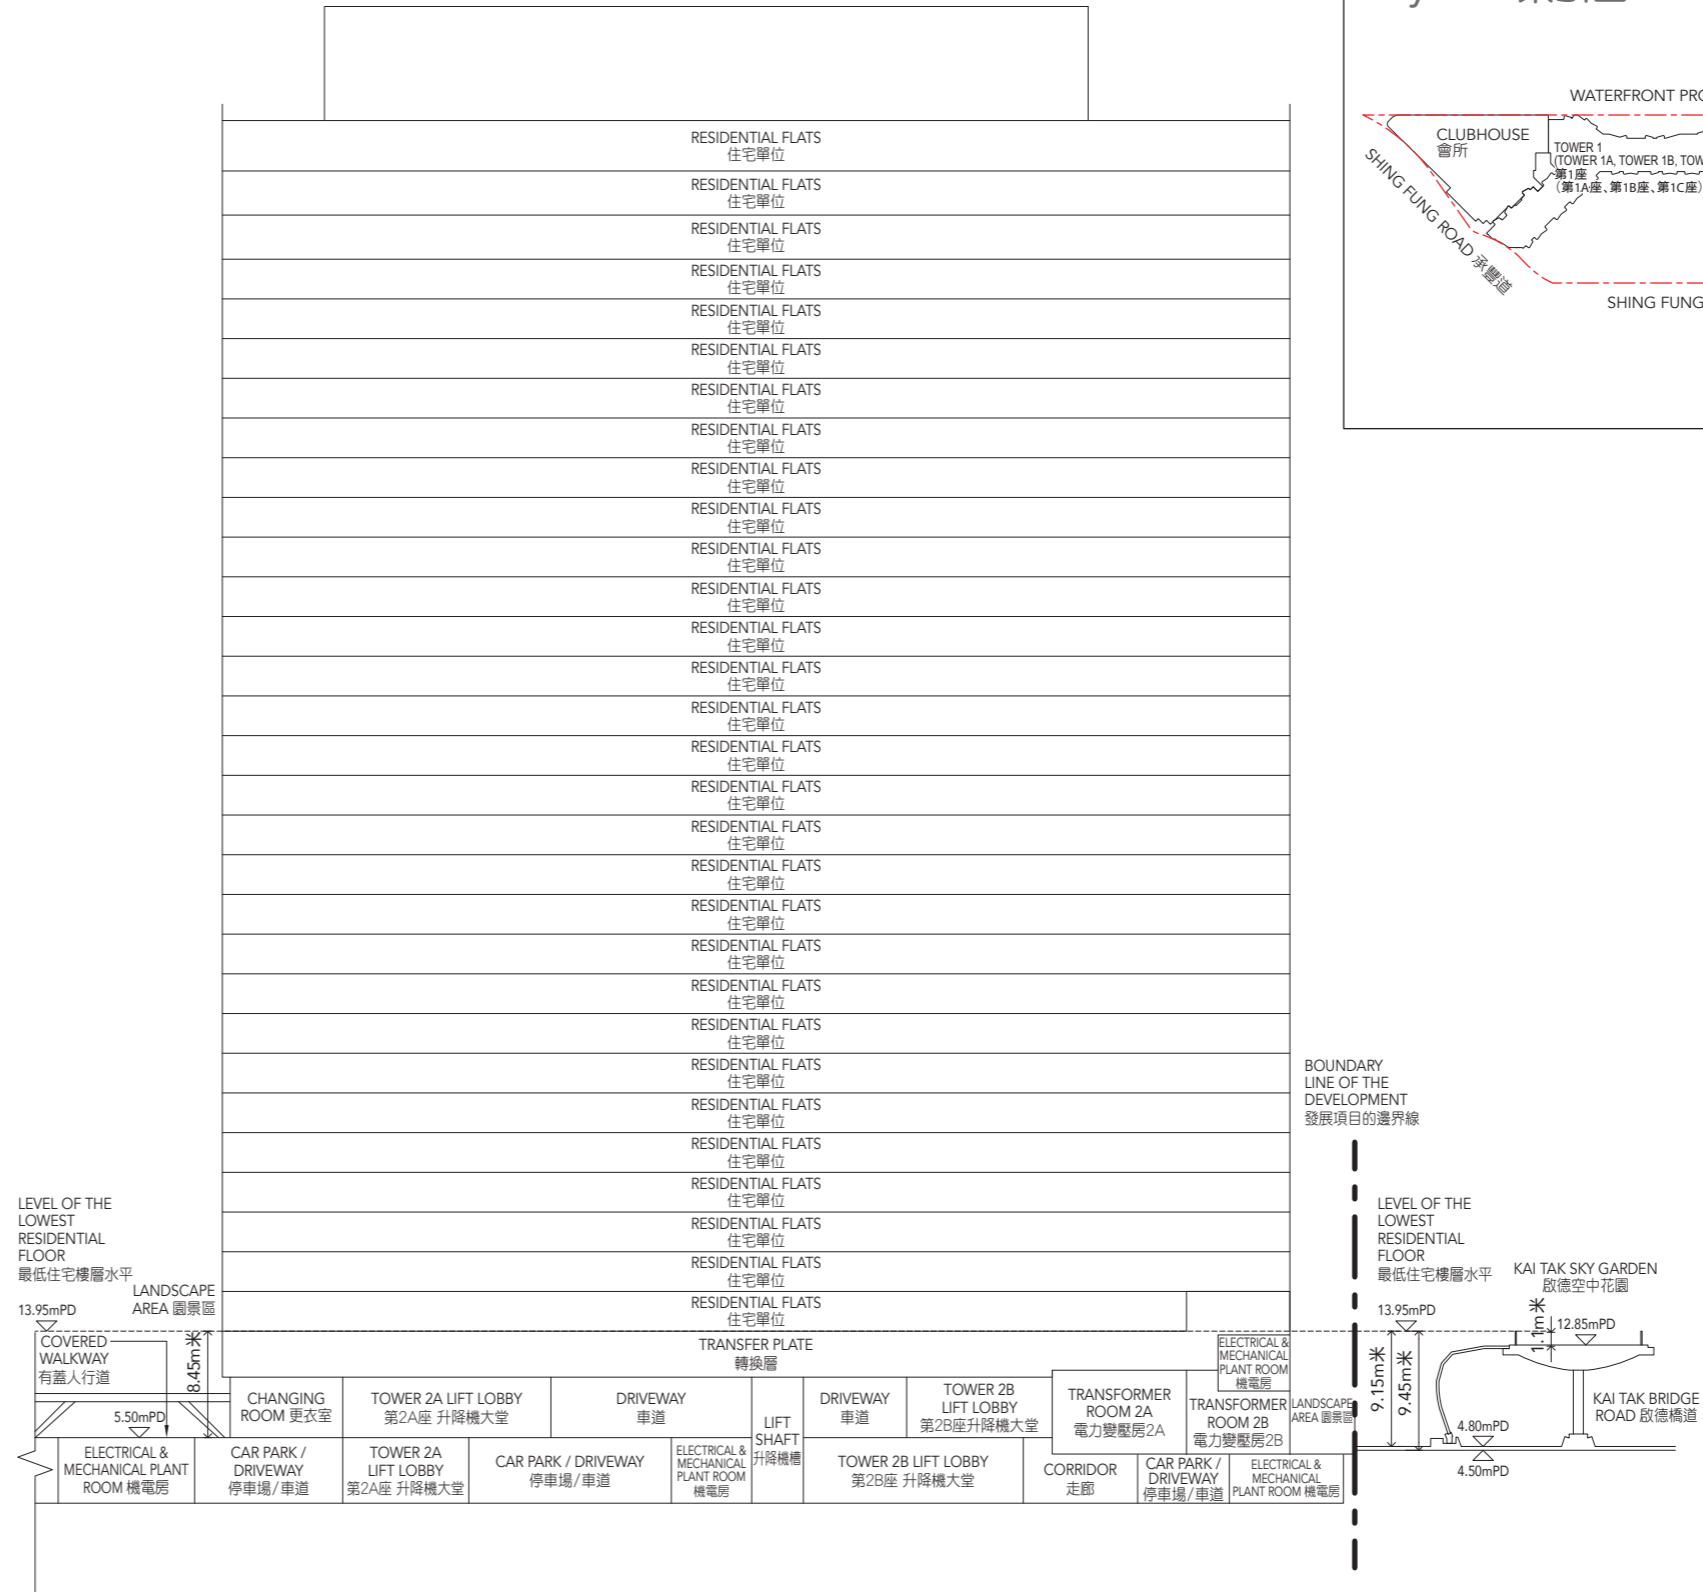 WATERFRONT PRO
CLUBHOUSE
會所
TOWER 1
(TOWER 1A, TOWER 1B, TOW
第1座
(第1A座、第1B座、第1C座)
SHING FUNG ROAD 承豐道
SHING FUNG
RESIDENTIAL FLATS
住宅單位
RESIDENTIAL FLATS
住宅單位
RESIDENTIAL FLATS
住宅單位
RESIDENTIAL FLATS
住宅單位
RESIDENTIAL FLATS
住宅單位
RESIDENTIAL FLATS
住宅單位
RESIDENTIAL FLATS
住宅單位
RESIDENTIAL FLATS
住宅單位
RESIDENTIAL FLATS
住宅單位
RESIDENTIAL FLATS
住宅單位
RESIDENTIAL FLATS
住宅單位
RESIDENTIAL FLATS
住宅單位
RESIDENTIAL FLATS
住宅單位
RESIDENTIAL FLATS
住宅單位
RESIDENTIAL FLATS
住宅單位
RESIDENTIAL FLATS
住宅單位
RESIDENTIAL FLATS
住宅單位
RESIDENTIAL FLATS
住宅單位
RESIDENTIAL FLATS
住宅單位
RESIDENTIAL FLATS
住宅單位
RESIDENTIAL FLATS
住宅單位
RESIDENTIAL FLATS
住宅單位
RESIDENTIAL FLATS
住宅單位
RESIDENTIAL FLATS
住宅單位
RESIDENTIAL FLATS
住宅單位
RESIDENTIAL FLATS
住宅單位
RESIDENTIAL FLATS
住宅單位
RESIDENTIAL FLATS
住宅單位
RESIDENTIAL FLATS
住宅單位
RESIDENTIAL FLATS
住宅單位
BOUNDARY
LINE OF THE
DEVELOPMENT
發展項目的邊界線
LEVEL OF THE
LOWEST
RESIDENTIAL
FLOOR
最低住宅樓層水平
13.95mPD
LANDSCAPE
AREA 園景區
COVERED
WALKWAY
有蓋人行道
8.45m米
5.50mPD
TRANSFER PLATE
轉換層
ELECTRICAL &
MECHANICAL
PLANT ROOM
機電房
CHANGING
ROOM 更衣室
TOWER 2A LIFT LOBBY
第2A座 升降機大堂
DRIVEWAY
車道
LIFT
SHAFT
升降機槽
DRIVEWAY
車道
TOWER 2B
LIFT LOBBY
第2B座升降機大堂
TRANSFORMER
ROOM 2A
電力變壓房2A
TRANSFORMER
ROOM 2B
電力變壓房2B
LANDSCAPE
AREA 園景區
ELECTRICAL &
MECHANICAL PLANT
ROOM 機電房
CAR PARK /
DRIVEWAY
停車場/車道
TOWER 2A
LIFT LOBBY
第2A座 升降機大堂
CAR PARK / DRIVEWAY
停車場/車道
ELECTRICAL &
MECHANICAL
PLANT ROOM
機電房
TOWER 2B LIFT LOBBY
第2B座 升降機大堂
CORRIDOR
走廊
CAR PARK /
DRIVEWAY
停車場/車道
ELECTRICAL &
MECHANICAL
PLANT ROOM 機電房
LEVEL OF THE
LOWEST
RESIDENTIAL
FLOOR
最低住宅樓層水平
13.95mPD
9.15m米
9.45m米
KAI TAK SKY GARDEN
啟德空中花園
1.1m米
12.85mPD
KAI TAK BRIDGE
ROAD 啟德橋道
4.80mPD
4.50mPD